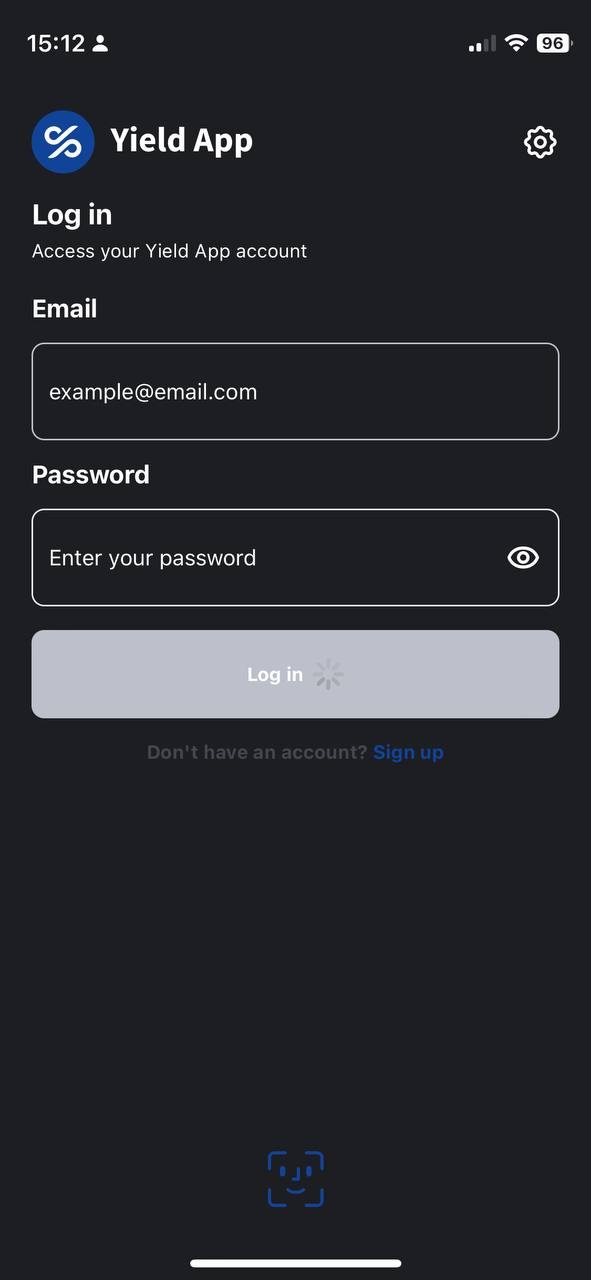 15:12
96
Yield App
Log in
Access your Yield App account
Email
example@email.com
Password
Enter your password
Log in
Don't have an account? Sign up